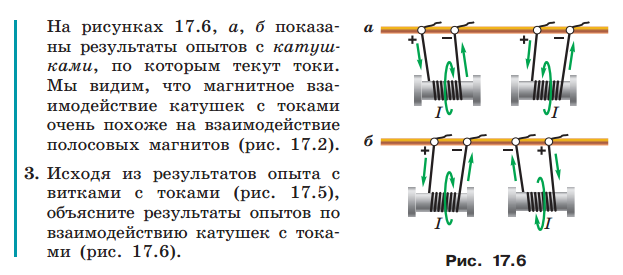 На рисунках 17.6, а, б показа-
ны результаты опытов с катуш-
ками, по которым текут токи.
Мы видим, что магнитное вза-
имодействие катушек с токами
очень похоже на взаимодействие
полосовых магнитов (рис. 17.2).
3. Исходя из результатов опыта с
витками с токами (рис. 17.5),
объясните результаты опытов по
взаимодействию катушек с тока-
ми (рис. 17.6).
а
+ − + −
I I
б
+ − − +
I I
Рис. 17.6